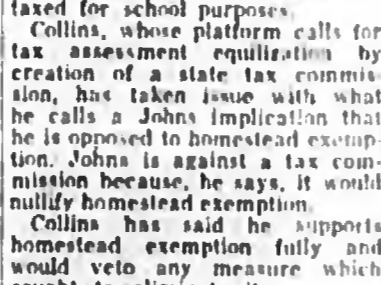 taxed for school purposes.
Collins, whose platform calls for
tax assessment equilization by
creation of a state tax commis-
sion, has taken issue with what
he calls a Johns implication that
he is opposed to homestead exemp-
tion. Johns is against a tax com-
mission because, he says, it would
nullify homestead exemption.
Collins has said he supports
homestead exemption fully and
would veto any measure which